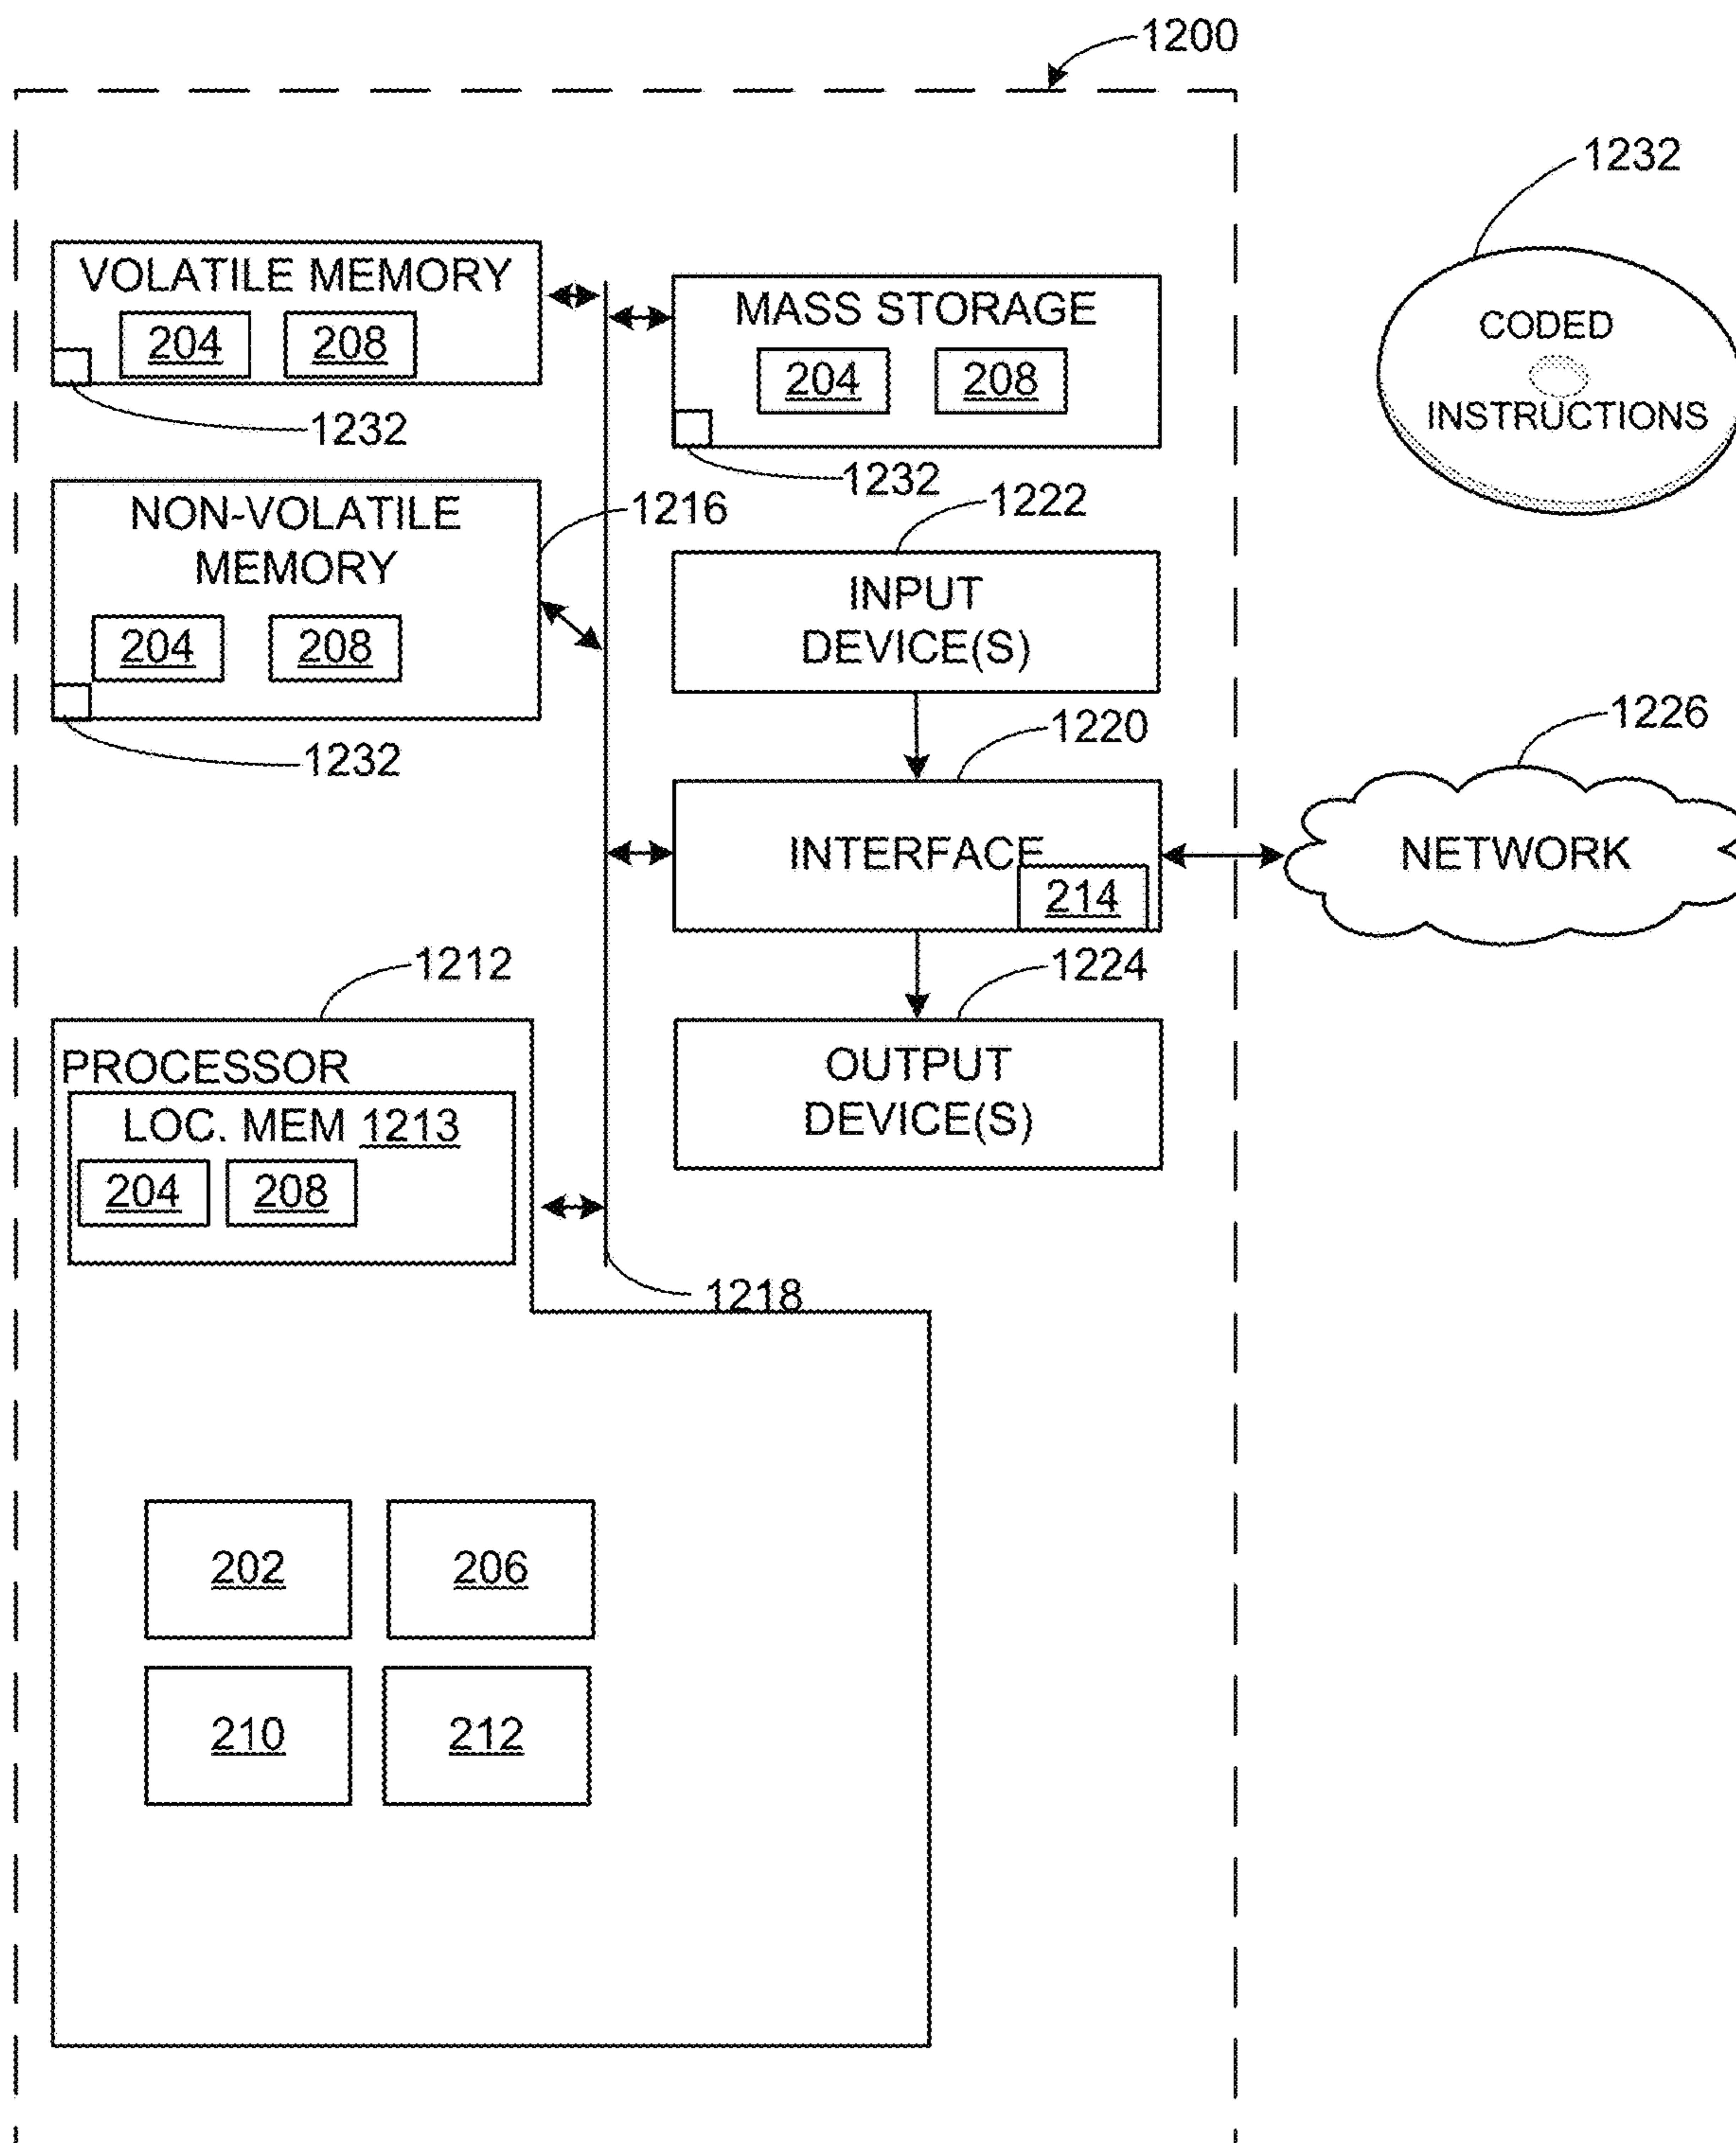 1200
1232
VOLATILE MEMORY
204 208
1232
MASS STORAGE
204 208
1232
CODED
INSTRUCTIONS
NON-VOLATILE
MEMORY
204 208
1232
1216
1222
INPUT
DEVICE(S)
1220
INTERFACE
214
1226
NETWORK
1224
OUTPUT
DEVICE(S)
1212
PROCESSOR
LOC. MEM 1213
204 208
1218
202 206
210 212